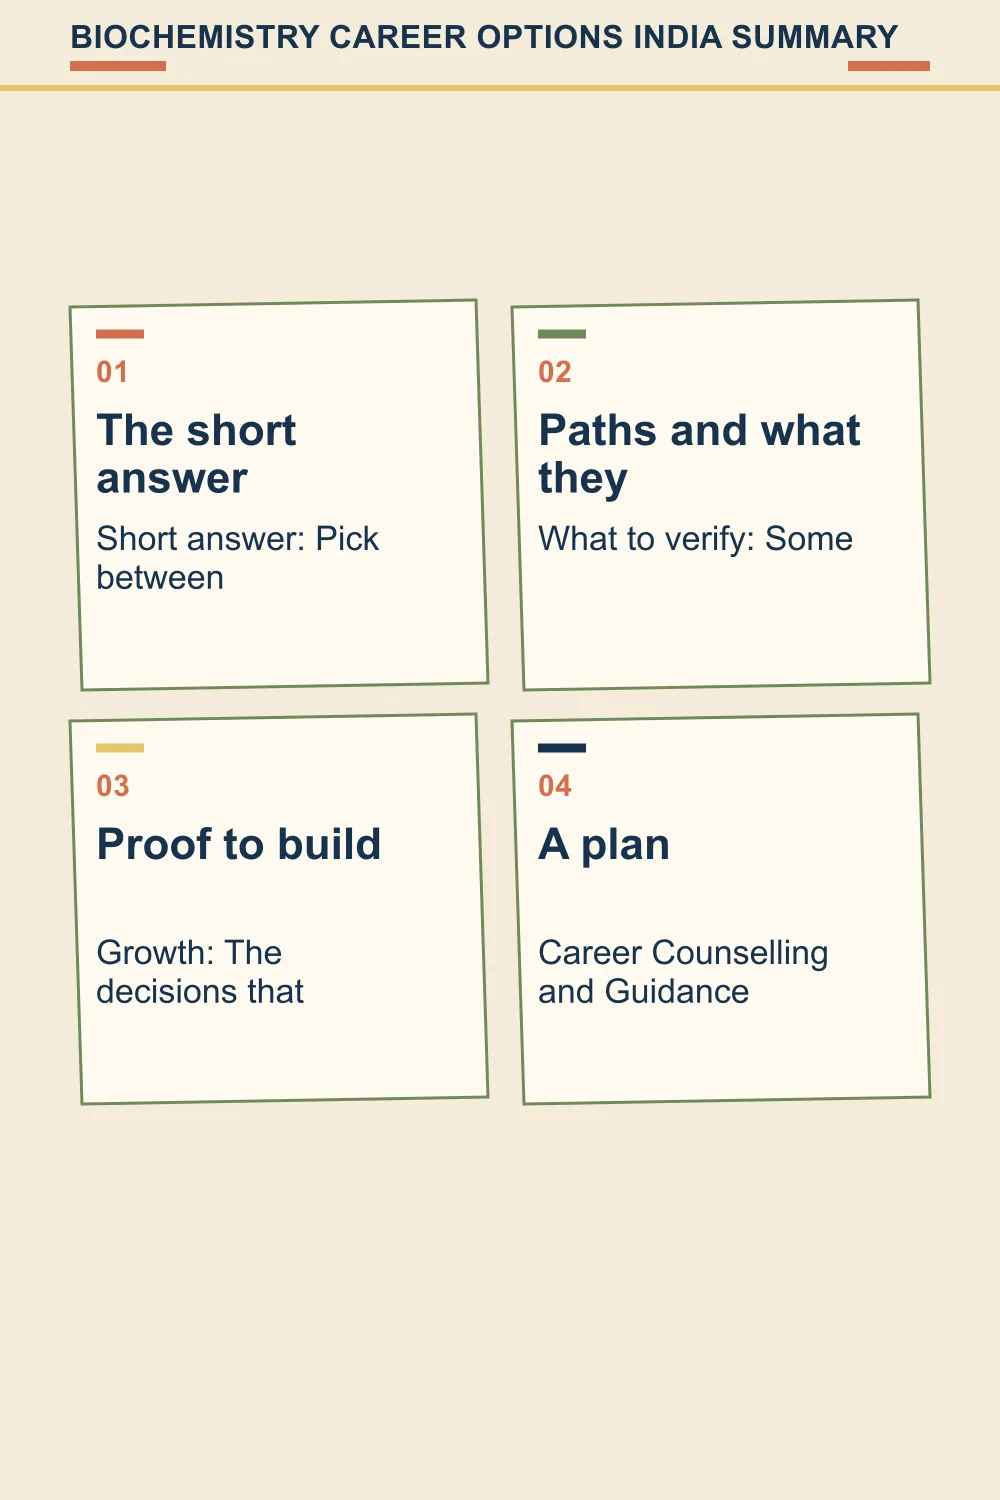 BIOCHEMISTRY CAREER OPTIONS INDIA SUMMARY
01
The short
answer
Short answer: Pick
between
02
Paths and what
they
What to verify: Some
03
Proof to build
Growth: The
decisions that
04
A plan
Career Counselling
and Guidance